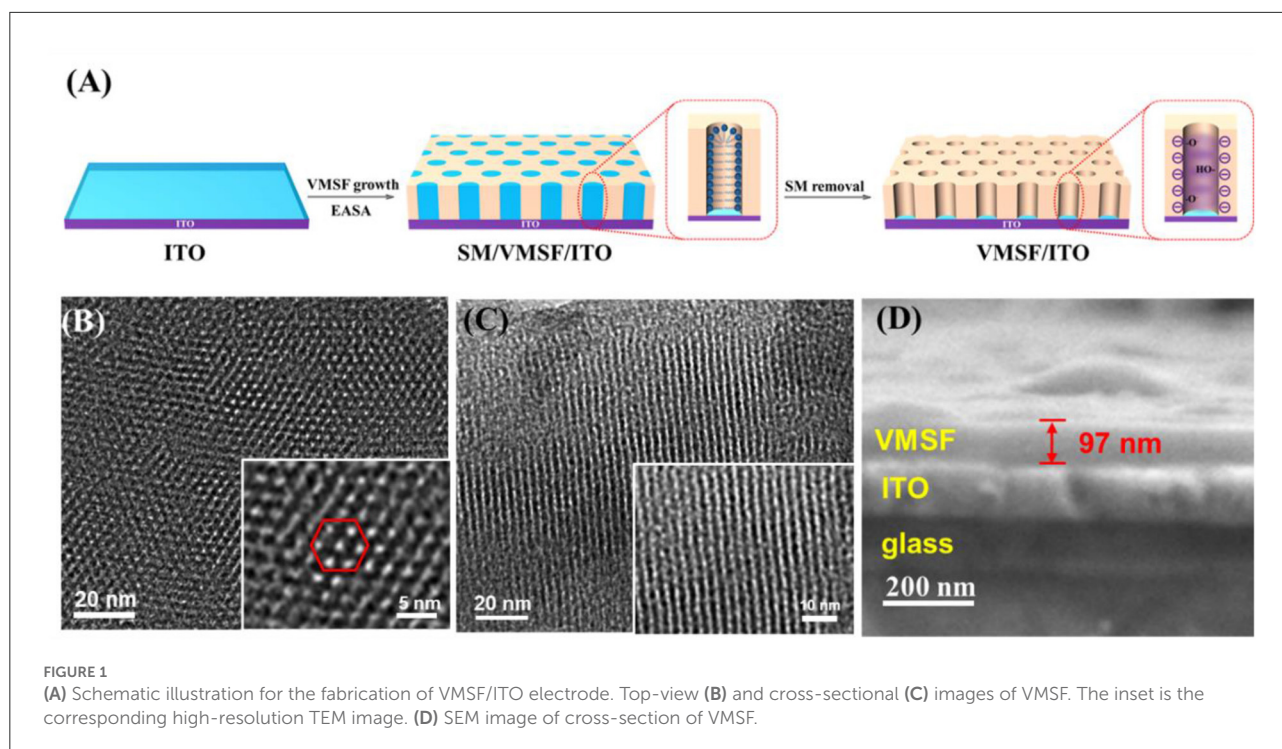 (A)
VMSF growth
EASA
SM removal
-O
HO-
-O
ITO
ITO
ITO
ITO
SM/VMSF/ITO
VMSF/ITO
(B)
20 nm
5 nm
(C)
20 nm
10 nm
(D)
VMSF
97 nm
ITO
glass
200 nm
FIGURE 1
(A) Schematic illustration for the fabrication of VMSF/ITO electrode. Top-view (B) and cross-sectional (C) images of VMSF. The inset is the
corresponding high-resolution TEM image. (D) SEM image of cross-section of VMSF.